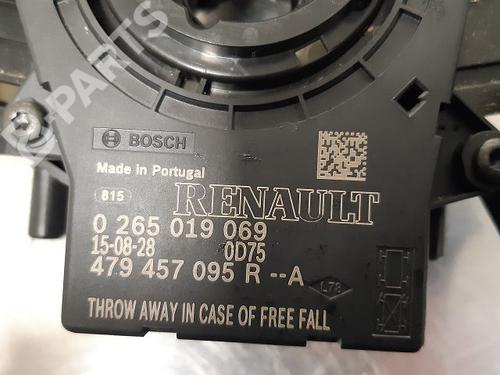 B-PARTS
BOSCH
Made in Portugal
815
RENAULT
0 265 019 069
15-08-28 0D75
479 457 095 R --A
L78
THROW AWAY IN CASE OF FREE FALL